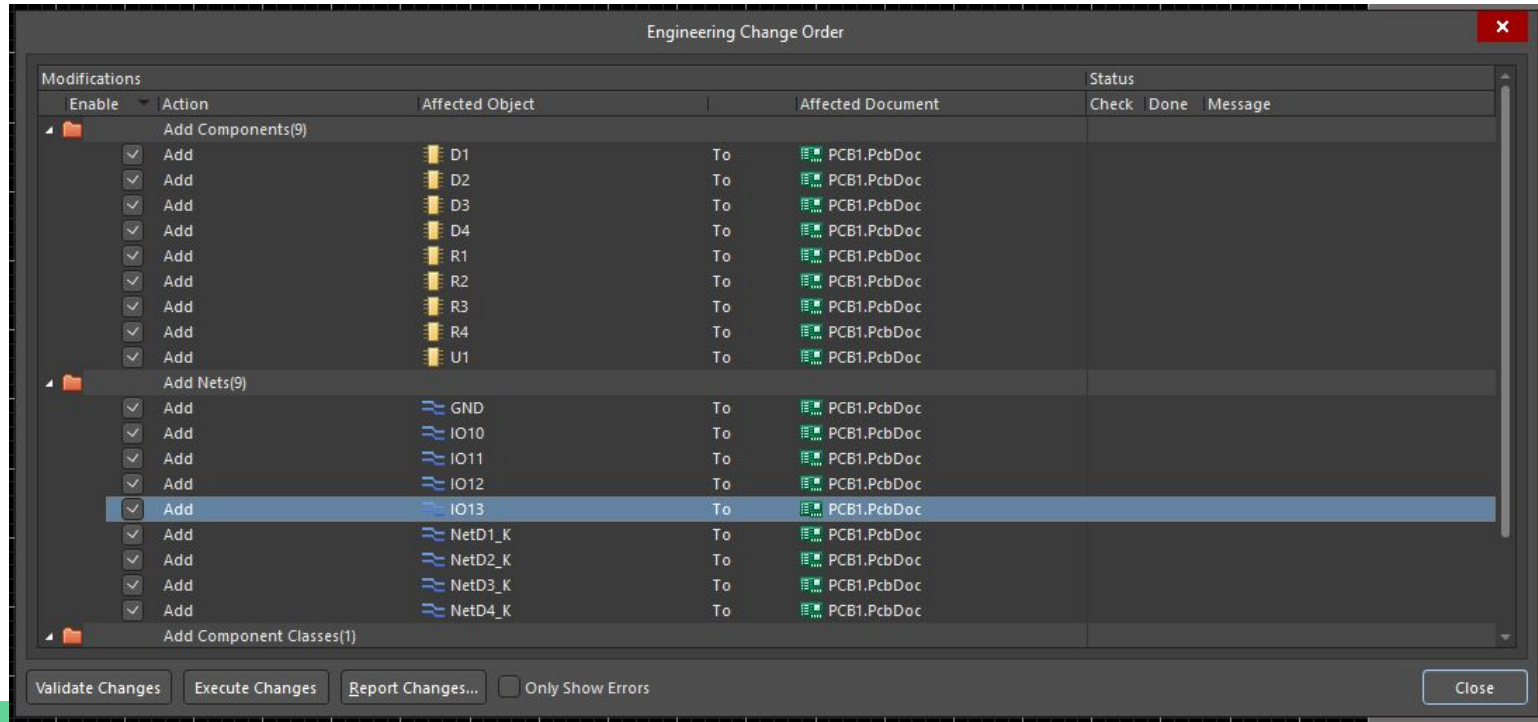 Engineering Change Order
Modifications Status
Enable Action Affected Object Affected Document Check Done Message
Add Components(9)
Add D1 To PCB1.PcbDoc
Add D2 To PCB1.PcbDoc
Add D3 To PCB1.PcbDoc
Add D4 To PCB1.PcbDoc
Add R1 To PCB1.PcbDoc
Add R2 To PCB1.PcbDoc
Add R3 To PCB1.PcbDoc
Add R4 To PCB1.PcbDoc
Add U1 To PCB1.PcbDoc
Add Nets(9)
Add GND To PCB1.PcbDoc
Add IO10 To PCB1.PcbDoc
Add IO11 To PCB1.PcbDoc
Add IO12 To PCB1.PcbDoc
Add IO13 To PCB1.PcbDoc
Add NetD1_K To PCB1.PcbDoc
Add NetD2_K To PCB1.PcbDoc
Add NetD3_K To PCB1.PcbDoc
Add NetD4_K To PCB1.PcbDoc
Add Component Classes(1)
Validate Changes Execute Changes Report Changes... Only Show Errors Close